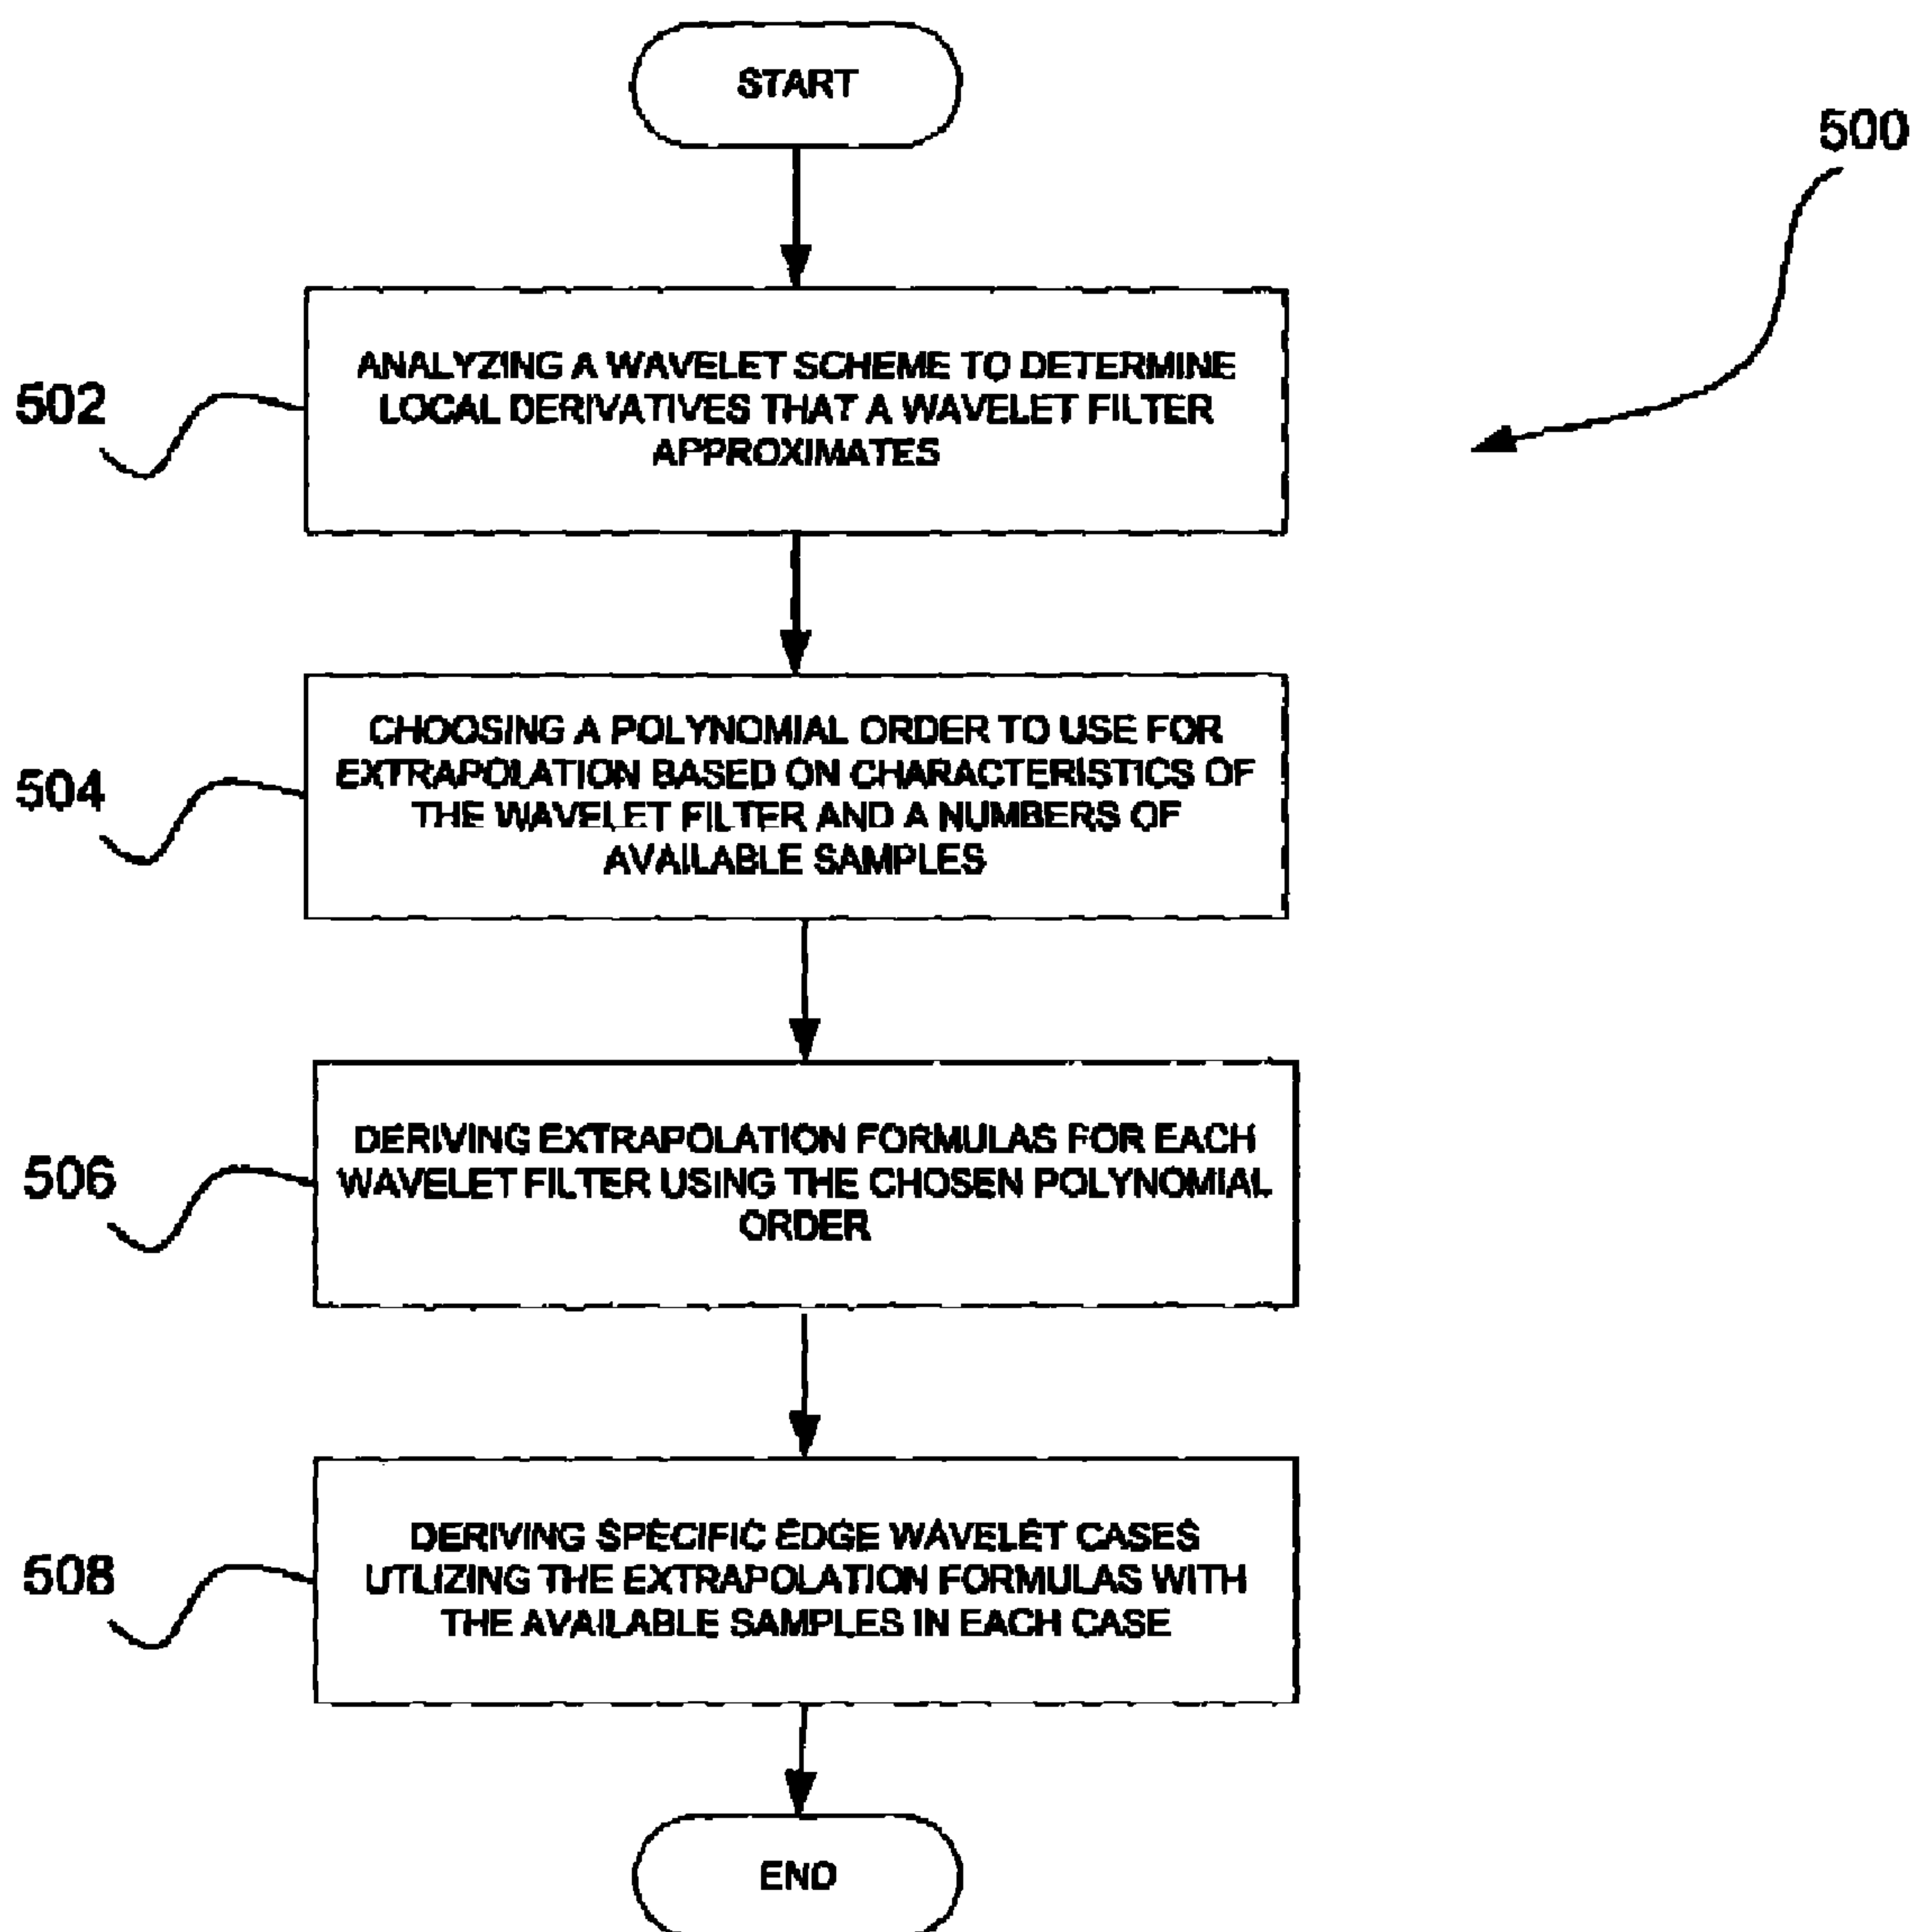 START
500
502
ANALYZING A WAVELET SCHEME TO DETERMINE
LOCAL DERIVATIVES THAT A WAVELET FILTER
APPROXIMATES
504
CHOOSING A POLYNOMIAL ORDER TO USE FOR
EXTRAPOLATION BASED ON CHARACTERISTICS OF
THE WAVELET FILTER AND A NUMBERS OF
AVAILABLE SAMPLES
506
DERIVING EXTRAPOLATION FORMULAS FOR EACH
WAVELET FILTER USING THE CHOSEN POLYNOMIAL
ORDER
508
DERIVING SPECIFIC EDGE WAVELET CASES
UTLIZING THE EXTRAPOLATION FORMULAS WITH
THE AVAILABLE SAMPLES IN EACH CASE
END